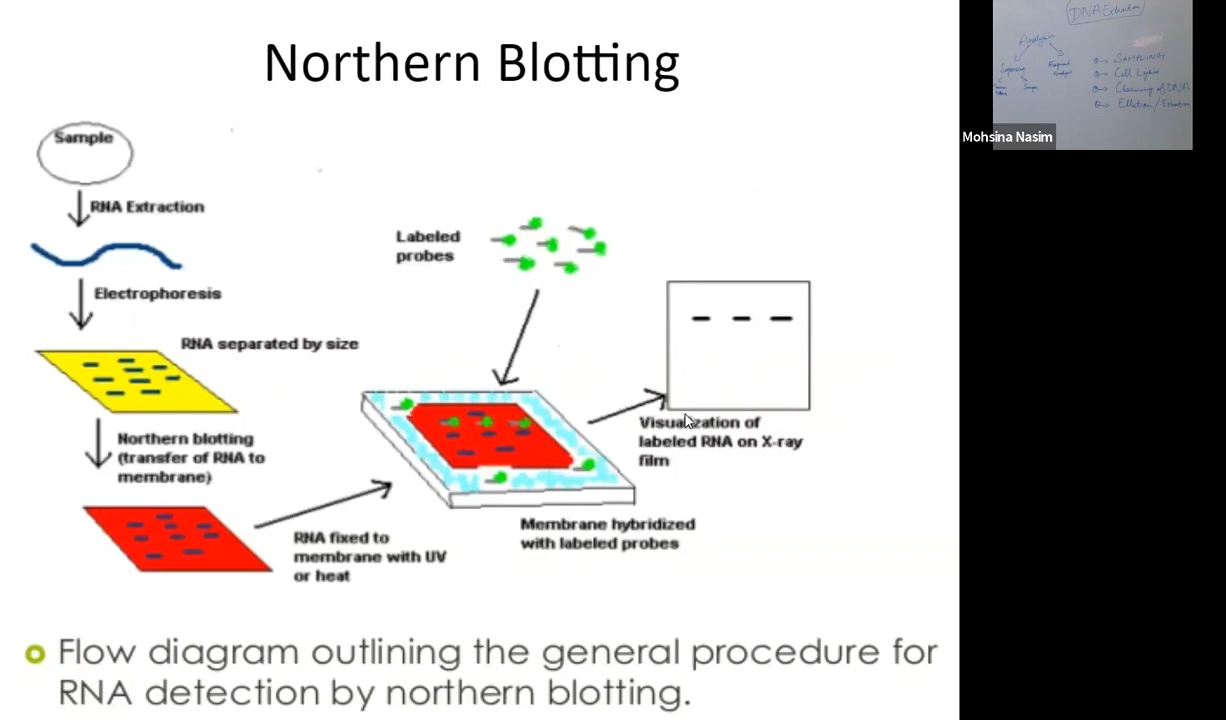 Northern Blotting
Sample
RNA Extraction
Electrophoresis
RNA separated by size
Northern blotting
(transfer of RNA to
membrane)
RNA fixed to
membrane with UV
or heat
Labeled
probes
Membrane hybridized
with labeled probes
Visualization of
labeled RNA on X-ray
film
Flow diagram outlining the general procedure for
RNA detection by northern blotting.
DNA Extraction
Analysis
SAMPLING
Cell Lysis
of DNA
Mohsina Nasim